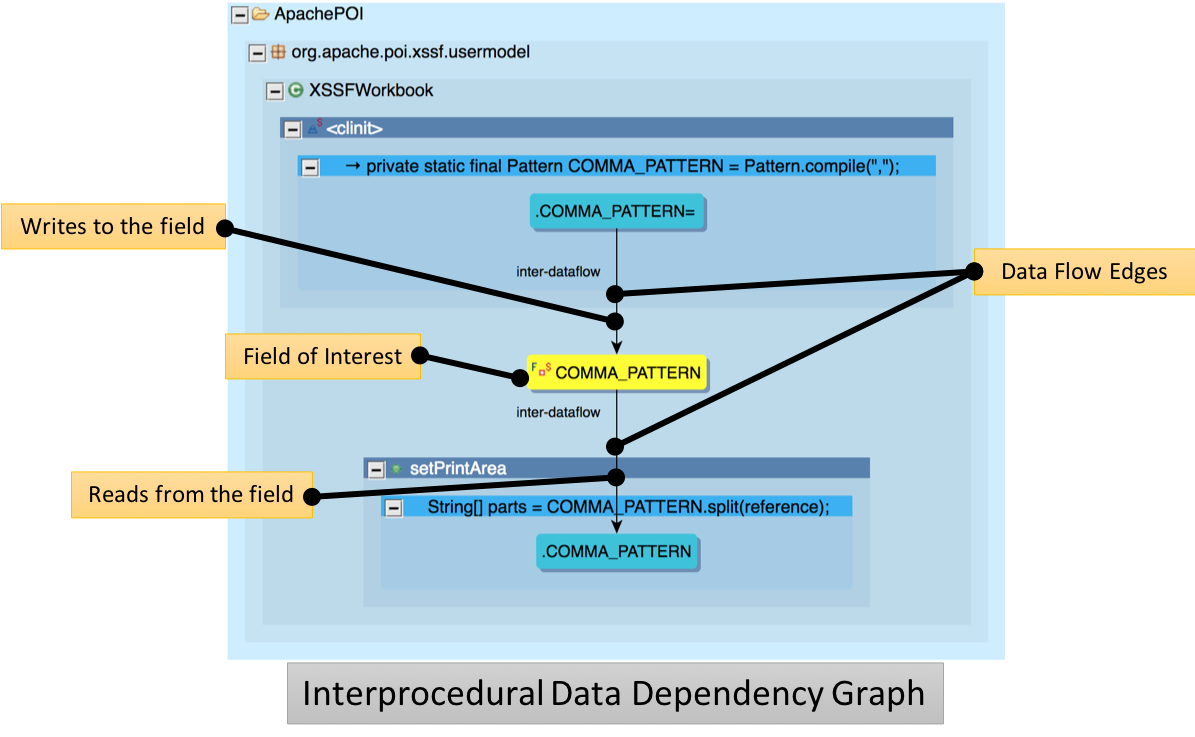 ApachePOI
org.apache.poi.xssf.usermodel
XSSFWorkbook
S <clinit>
→ private static final Pattern COMMA_PATTERN = Pattern.compile(",");
.COMMA_PATTERN=
Writes to the field
inter-dataflow
Data Flow Edges
Field of Interest
F S COMMA_PATTERN
inter-dataflow
setPrintArea
Reads from the field
String[] parts = COMMA_PATTERN.split(reference);
.COMMA_PATTERN
Interprocedural Data Dependency Graph